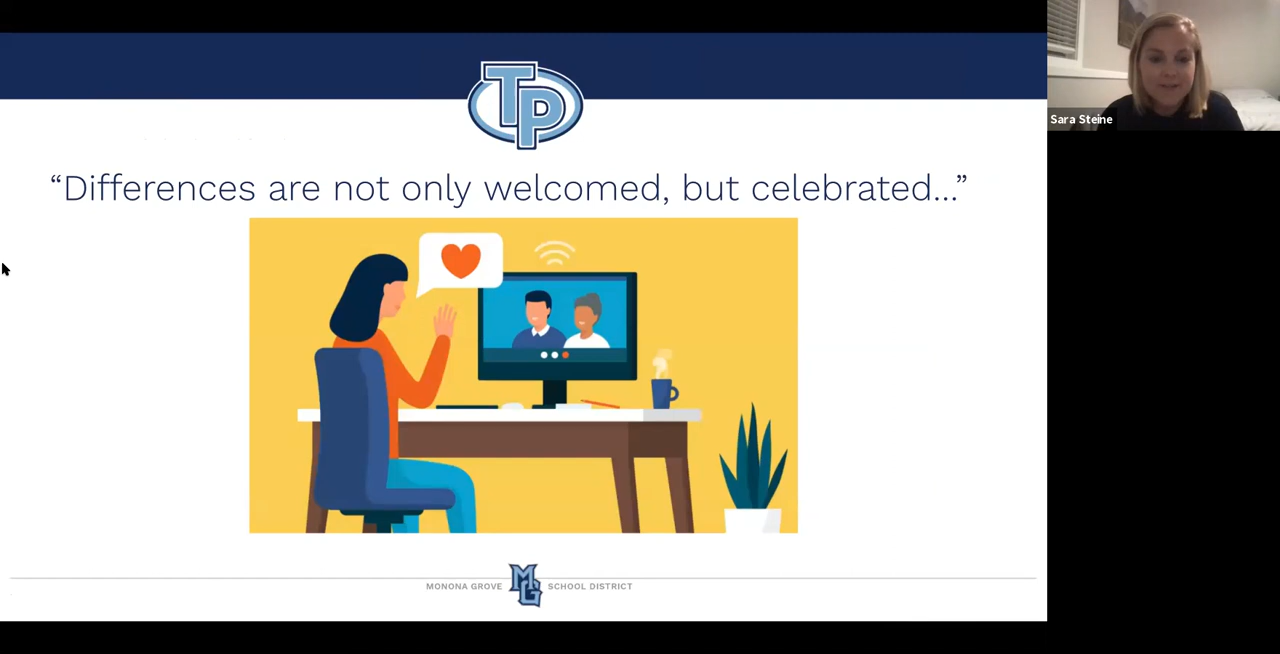 TP
Sara Steine
“Differences are not only welcomed, but celebrated...”
MONONA GROVE MG SCHOOL DISTRICT